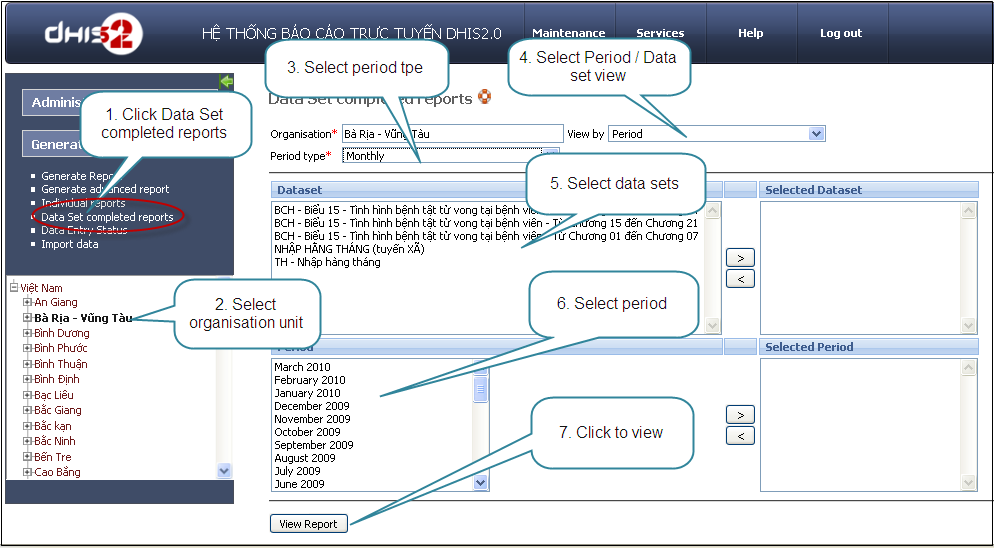 dhis2
HỆ THỐNG BÁO CÁO TRỰC TUYẾN DHIS2.0
Maintenance
Services
Help
Log out
3. Select period tpe
4. Select Period / Data
set view
Adminis
1. Click Data Set
completed reports
Data Set completed reports
Organisation*
Bà Rịa - Vũng Tàu
View by
Period
Generat
Period type*
Monthly
Generate Repo
Generate advanced report
Individual reports
Data Set completed reports
Data Entry Status
Import data
5. Select data sets
Dataset
Selected Dataset
BCH - Biểu 15 - Tình hình bệnh tật tử vong tại bệnh viện
BCH - Biểu 15 - Tình hình bệnh tật tử vong tại bệnh viện - Từ Chương 15 đến Chương 21
BCH - Biểu 15 - Tình hình bệnh tật tử vong tại bệnh viện - Từ Chương 01 đến Chương 07
NHẬP HÀNG THÁNG (tuyến XÃ)
TH - Nhập hàng tháng
>
<
Việt Nam
An Giang
Bà Rịa - Vũng Tàu
Bình Dương
Bình Phước
Bình Thuận
Bình Định
Bạc Liêu
Bắc Giang
Bắc kạn
Bắc Ninh
Bến Tre
Cao Bằng
2. Select
organisation unit
6. Select period
Period
Selected Period
March 2010
February 2010
January 2010
December 2009
November 2009
October 2009
September 2009
August 2009
July 2009
June 2009
>
<
7. Click to view
View Report